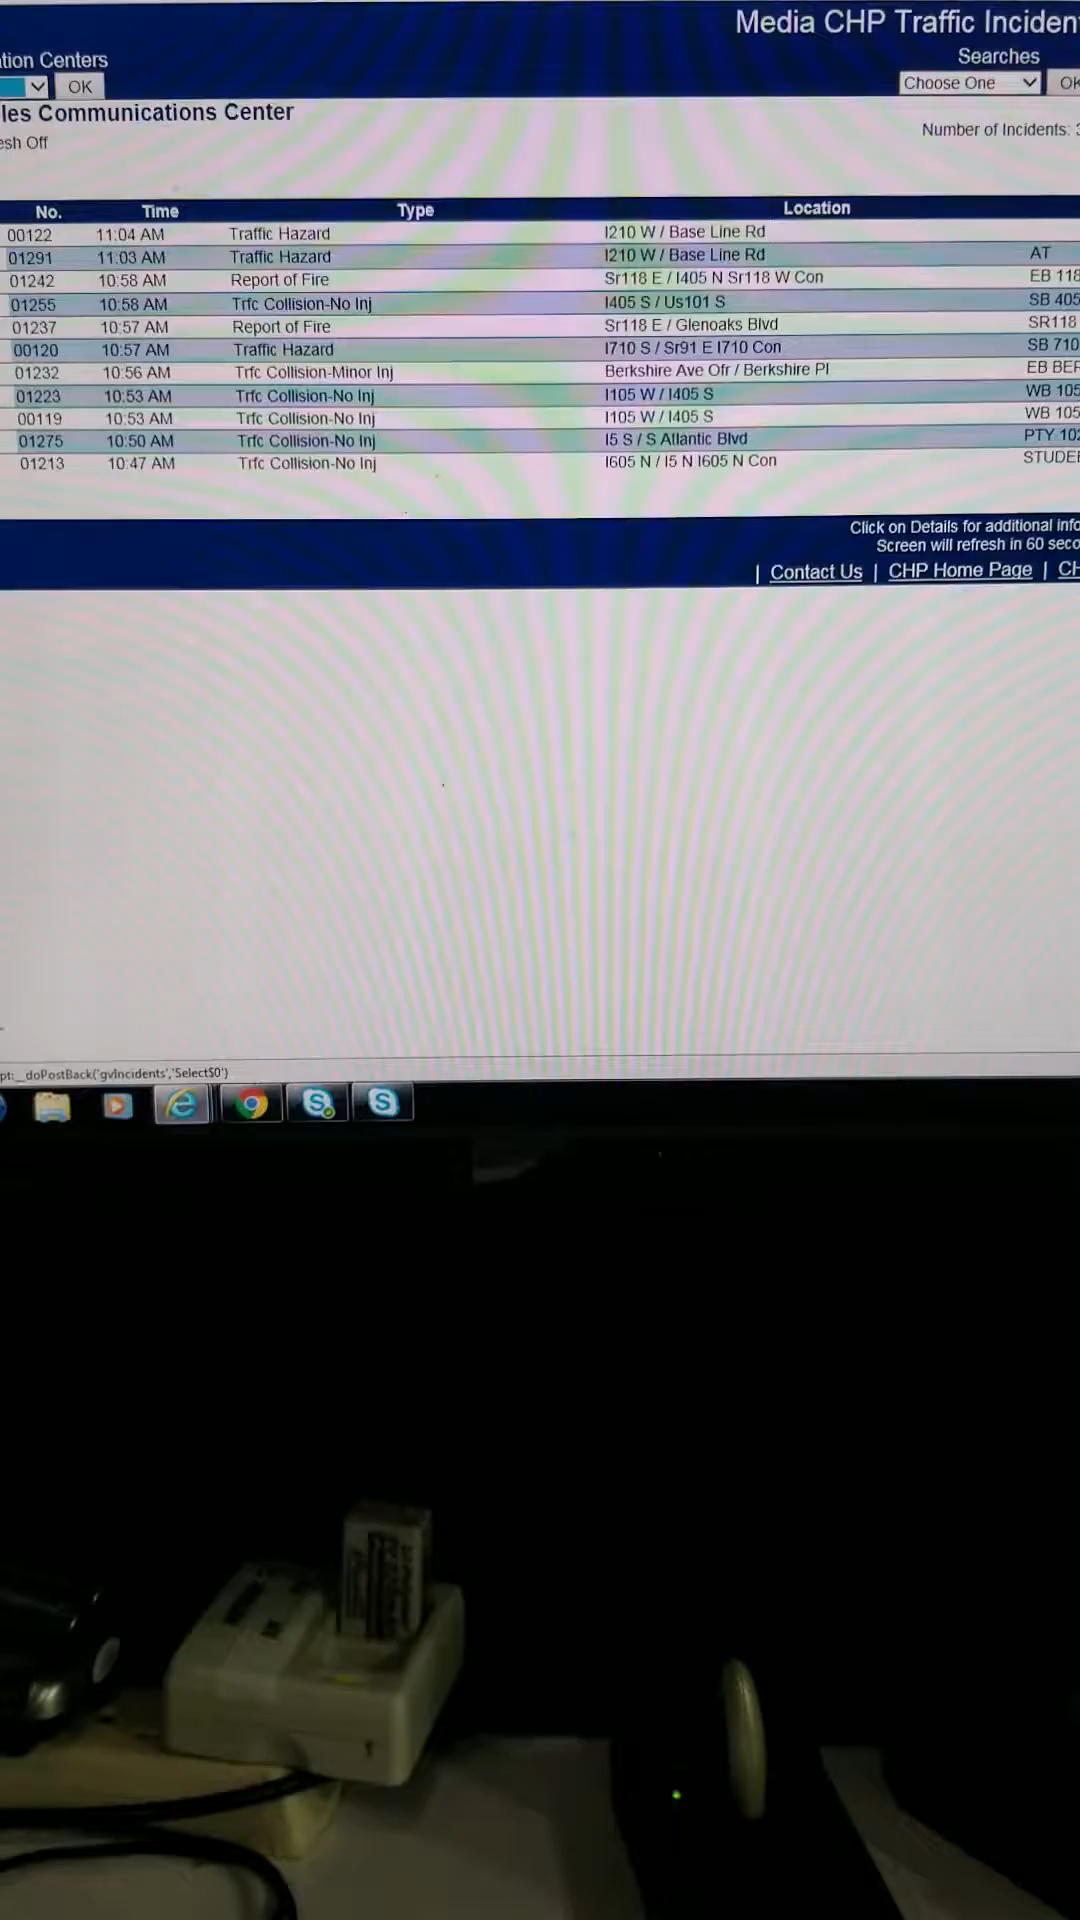 Media CHP Traffic Inciden
tion Centers
Searches
OK
Choose One
OK
les Communications Center
Number of Incidents:
esh Off
No. Time Type Location
00122 11:04 AM Traffic Hazard I210 W / Base Line Rd
01291 11:03 AM Traffic Hazard I210 W / Base Line Rd AT
01242 10:58 AM Report of Fire Sr118 E / I405 N Sr118 W Con EB 118
01255 10:58 AM Trfc Collision-No Inj I405 S / Us101 S SB 405
01237 10:57 AM Report of Fire Sr118 E / Glenoaks Blvd SR118
00120 10:57 AM Traffic Hazard I710 S / Sr91 E I710 Con SB 710
01232 10:56 AM Trfc Collision-Minor Inj Berkshire Ave Ofr / Berkshire Pl EB BER
01223 10:53 AM Trfc Collision-No Inj I105 W / I405 S WB 105
00119 10:53 AM Trfc Collision-No Inj I105 W / I405 S WB 105
01275 10:50 AM Trfc Collision-No Inj I5 S / S Atlantic Blvd PTY 102
01213 10:47 AM Trfc Collision-No Inj I605 N / I5 N I605 N Con STUDE
Click on Details for additional info
Screen will refresh in 60 seco
| Contact Us | CHP Home Page | CH
pt:__doPostBack('gvIncidents','Select$0')